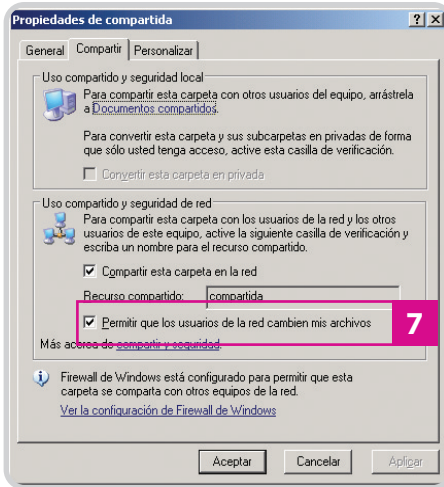 Propiedades de compartida
General Compartir Personalizar
Uso compartido y seguridad local
Para compartir esta carpeta con otros usuarios del equipo, arrástrela
a Documentos compartidos.
Para convertir esta carpeta y sus subcarpetas en privadas de forma
que sólo usted tenga acceso, active esta casilla de verificación.
Convertir esta carpeta en privada
Uso compartido y seguridad de red
Para compartir esta carpeta con los usuarios de la red y los otros
usuarios de este equipo, active la siguiente casilla de verificación y
escriba un nombre para el recurso compartido.
Compartir esta carpeta en la red
Recurso compartido: compartida
Permitir que los usuarios de la red cambien mis archivos 7
Más acerca de compartir y seguridad.
Firewall de Windows está configurado para permitir que esta
carpeta se comparta con otros equipos de la red.
Ver la configuración de Firewall de Windows
Aceptar Cancelar Aplicar